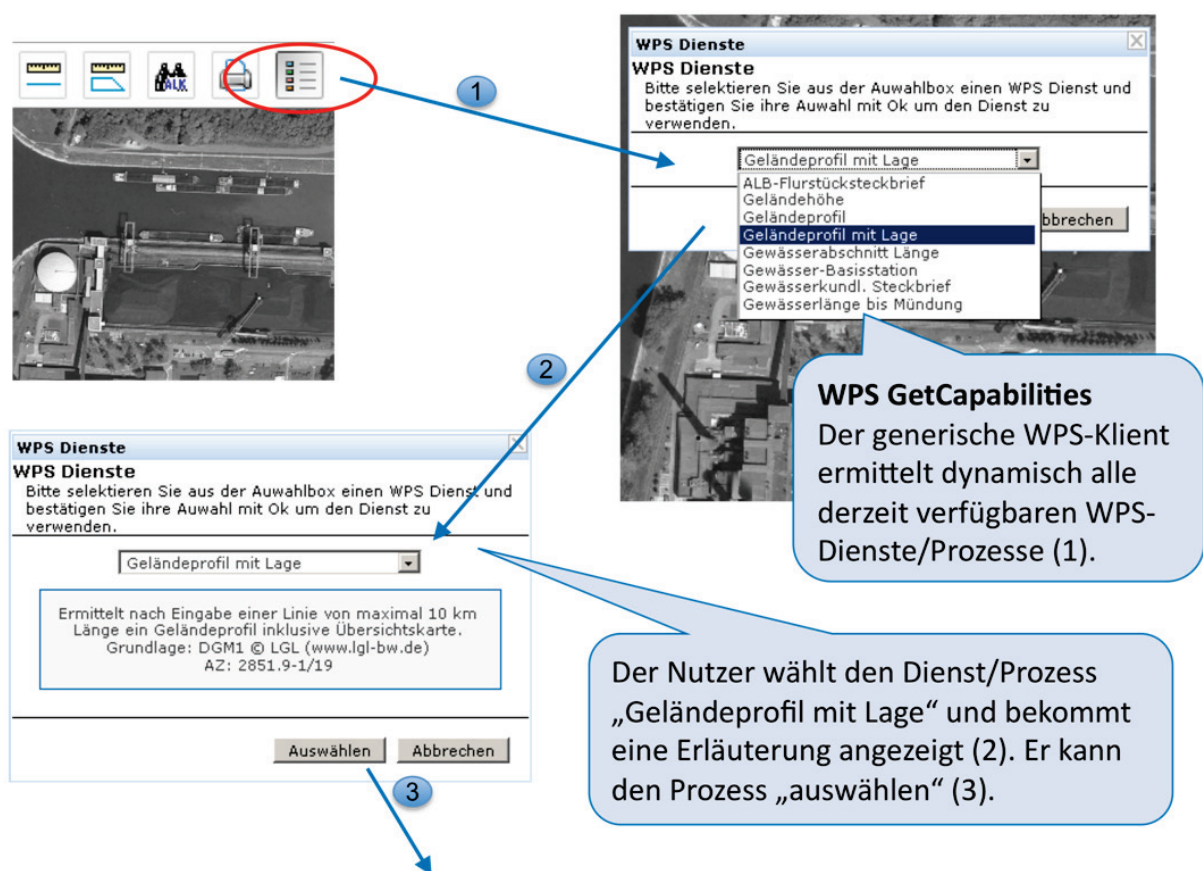 ALK
1
WPS Dienste
WPS Dienste
Bitte selektieren Sie aus der Auwahlbox einen WPS Dienst und
bestätigen Sie ihre Auwahl mit Ok um den Dienst zu
verwenden.
Geländeprofil mit Lage
ALB-Flurstücksteckbrief
Geländehöhe
Geländeprofil
Geländeprofil mit Lage
Gewässerabschnitt Länge
Gewässer-Basisstation
Gewässerkundl. Steckbrief
Gewässerlänge bis Mündung
bbrechen
2
WPS GetCapabilities
Der generische WPS-Klient
ermittelt dynamisch alle
derzeit verfügbaren WPS-
Dienste/Prozesse (1).
WPS Dienste
WPS Dienste
Bitte selektieren Sie aus der Auwahlbox einen WPS Dienst und
bestätigen Sie ihre Auwahl mit Ok um den Dienst zu
verwenden.
Geländeprofil mit Lage
Ermittelt nach Eingabe einer Linie von maximal 10 km
Länge ein Geländeprofil inklusive Übersichtskarte.
Grundlage: DGM1 © LGL (www.lgl-bw.de)
AZ: 2851.9-1/19
Auswählen Abbrechen
3
Der Nutzer wählt den Dienst/Prozess
„Geländeprofil mit Lage“ und bekommt
eine Erläuterung angezeigt (2). Er kann
den Prozess „auswählen“ (3).